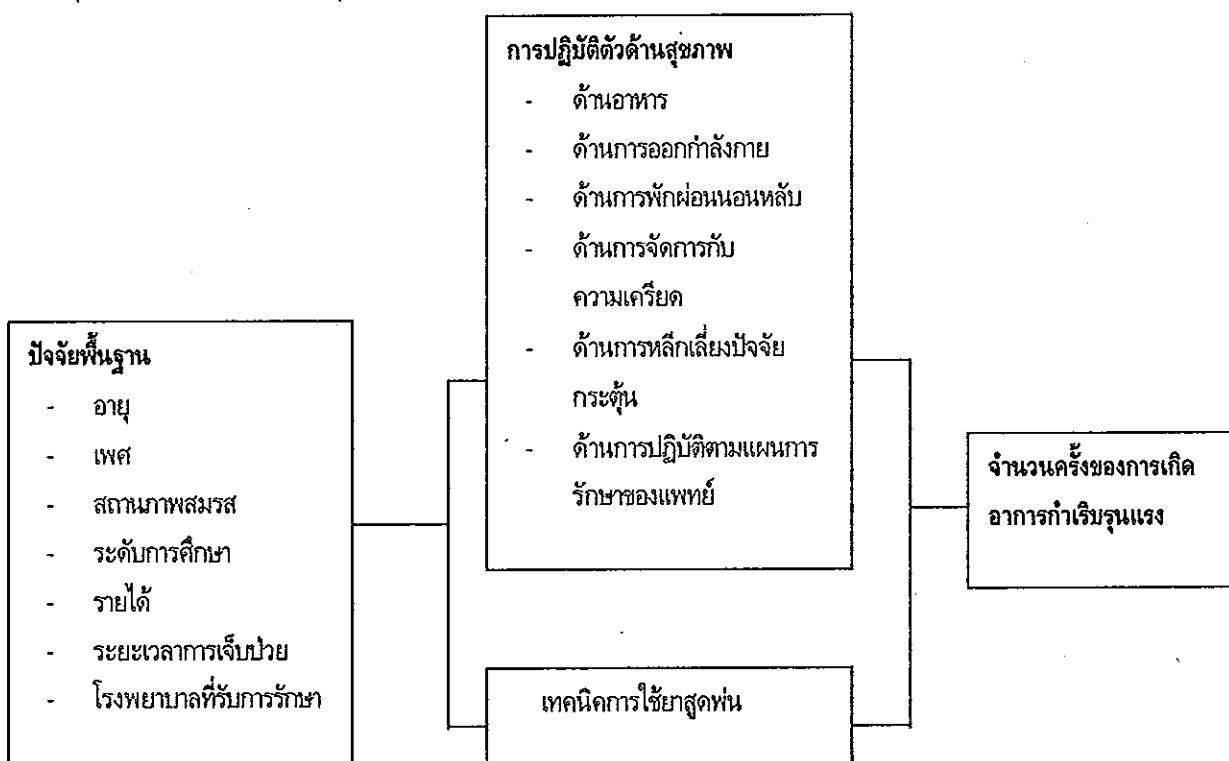 การปฏิบัติตัวด้านสุขภาพ
- ด้านอาหาร
- ด้านการออกกำลังกาย
- ด้านการพักผ่อนนอนหลับ
- ด้านการจัดการกับ
ความเครียด
- ด้านการหลีกเลี่ยงปัจจัย
กระตุ้น
- ด้านการปฏิบัติตามแผนการ
รักษาของแพทย์
ปัจจัยพื้นฐาน
- อายุ
- เพศ
- สถานภาพสมรส
- ระดับการศึกษา
- รายได้
- ระยะเวลาการเจ็บป่วย
- โรงพยาบาลที่รับการรักษา
เทคนิคการใช้ยาสูดพ่น
จำนวนครั้งของการเกิด
อาการกำเริบรุนแรง